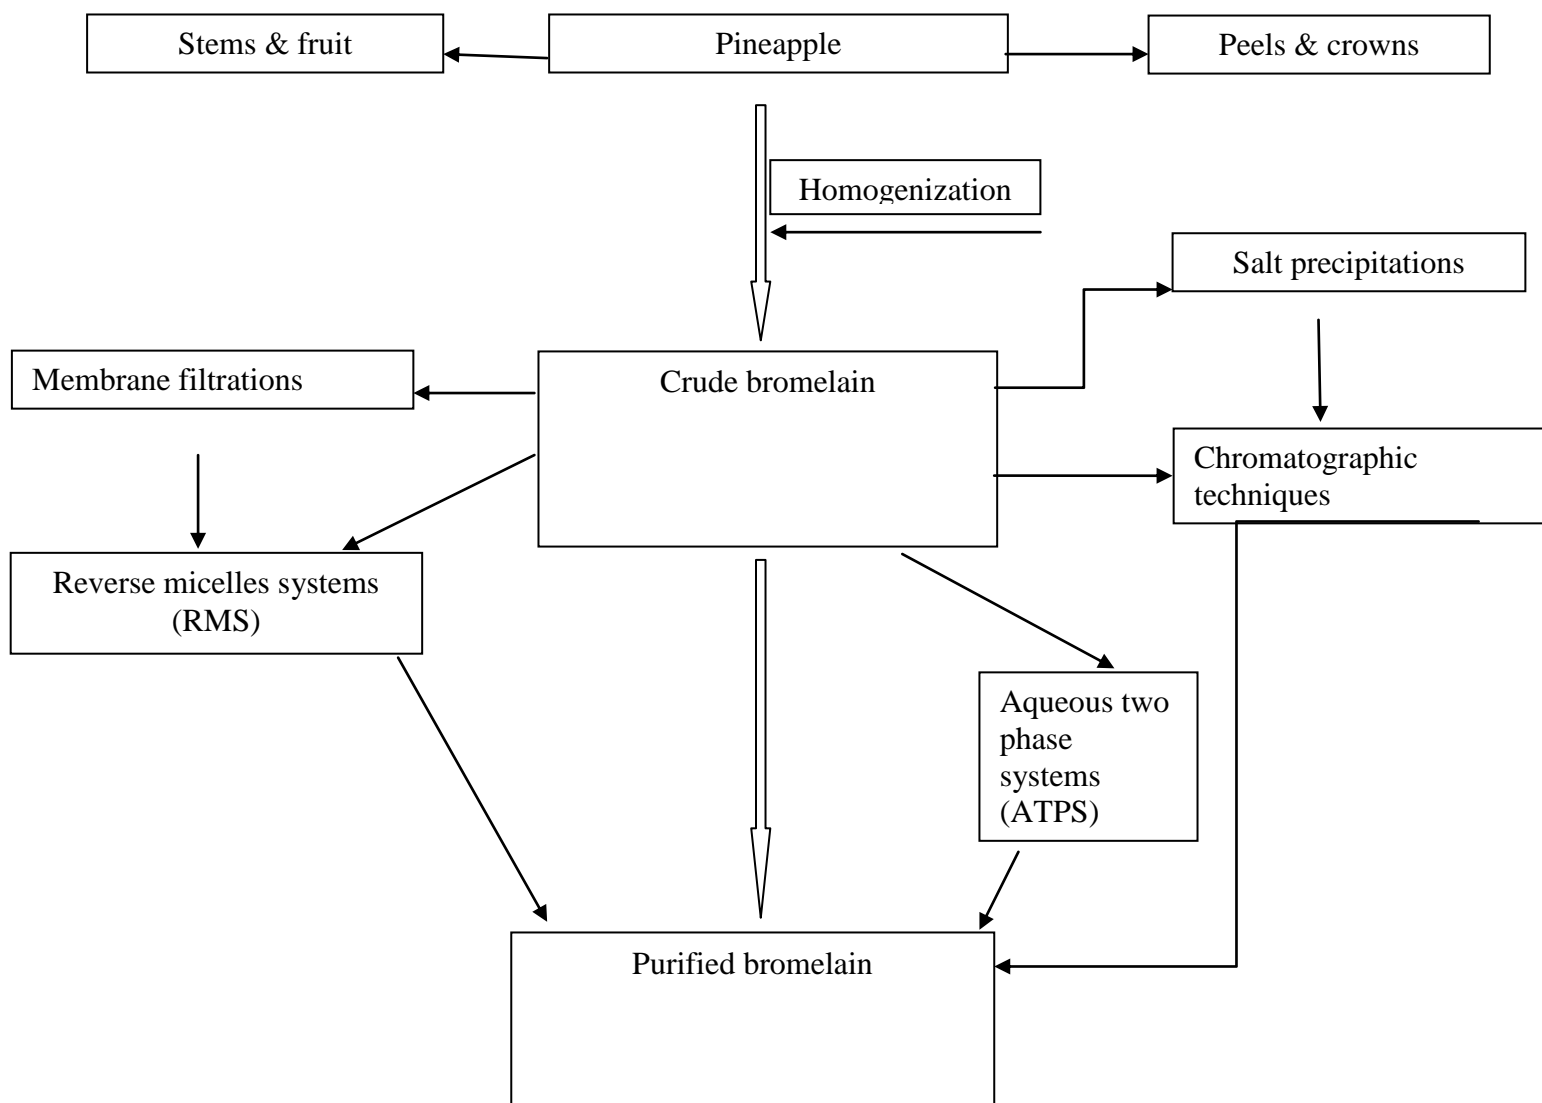 Stems & fruit
Pineapple
Peels & crowns
Homogenization
Salt precipitations
Membrane filtrations
Crude bromelain
Chromatographic
techniques
Reverse micelles systems
(RMS)
Aqueous two
phase
systems
(ATPS)
Purified bromelain